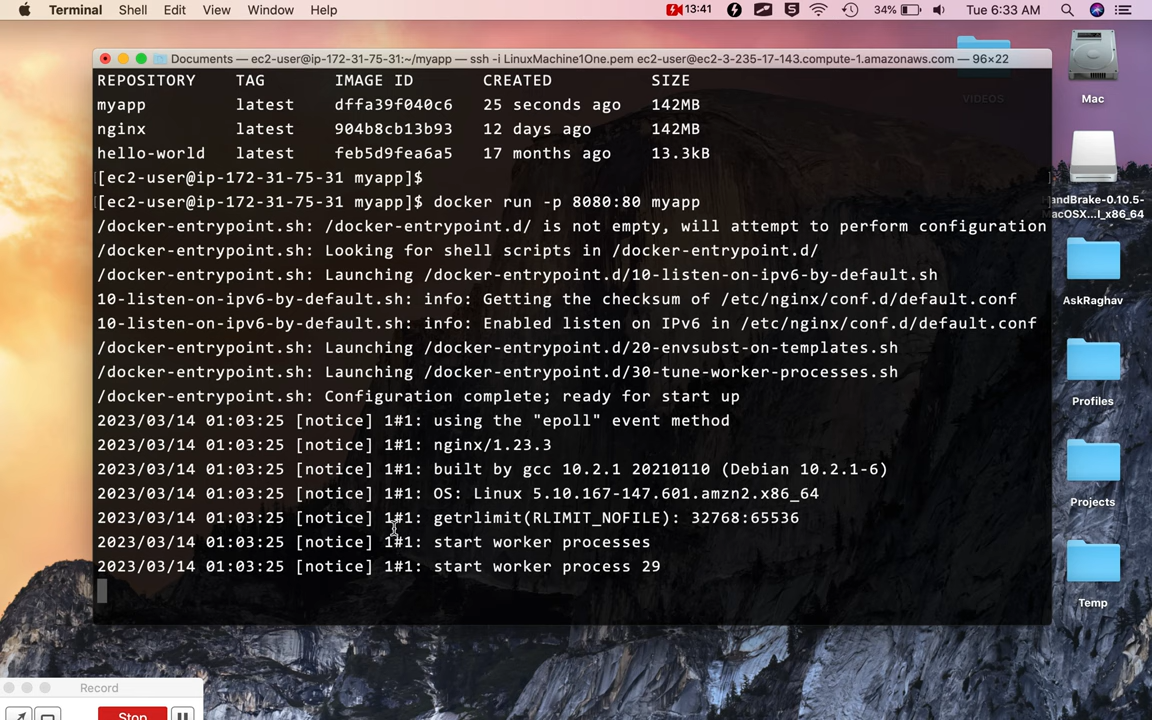 Terminal Shell Edit View Window Help 13:41 5 34% Tue 6:33 AM
Documents — ec2-user@ip-172-31-75-31:~/myapp — ssh -i LinuxMachine1One.pem ec2-user@ec2-3-235-17-143.compute-1.amazonaws.com — 96×22
REPOSITORY TAG IMAGE ID CREATED SIZE
myapp latest dffa39f040c6 25 seconds ago 142MB
nginx latest 904b8cb13b93 12 days ago 142MB
hello-world latest feb5d9fea6a5 17 months ago 13.3kB
[[ec2-user@ip-172-31-75-31 myapp]$
[[ec2-user@ip-172-31-75-31 myapp]$ docker run -p 8080:80 myapp
/docker-entrypoint.sh: /docker-entrypoint.d/ is not empty, will attempt to perform configuration
/docker-entrypoint.sh: Looking for shell scripts in /docker-entrypoint.d/
/docker-entrypoint.sh: Launching /docker-entrypoint.d/10-listen-on-ipv6-by-default.sh
10-listen-on-ipv6-by-default.sh: info: Getting the checksum of /etc/nginx/conf.d/default.conf
10-listen-on-ipv6-by-default.sh: info: Enabled listen on IPv6 in /etc/nginx/conf.d/default.conf
/docker-entrypoint.sh: Launching /docker-entrypoint.d/20-envsubst-on-templates.sh
/docker-entrypoint.sh: Launching /docker-entrypoint.d/30-tune-worker-processes.sh
/docker-entrypoint.sh: Configuration complete; ready for start up
2023/03/14 01:03:25 [notice] 1#1: using the "epoll" event method
2023/03/14 01:03:25 [notice] 1#1: nginx/1.23.3
2023/03/14 01:03:25 [notice] 1#1: built by gcc 10.2.1 20210110 (Debian 10.2.1-6)
2023/03/14 01:03:25 [notice] 1#1: OS: Linux 5.10.167-147.601.amzn2.x86_64
2023/03/14 01:03:25 [notice] 1#1: getrlimit(RLIMIT_NOFILE): 32768:65536
2023/03/14 01:03:25 [notice] 1#1: start worker processes
2023/03/14 01:03:25 [notice] 1#1: start worker process 29
VIDEOS
Mac
andBrake-0.10.5-
MacOSX...l_x86_64
AskRaghav
Profiles
Projects
Temp
Record
Stop